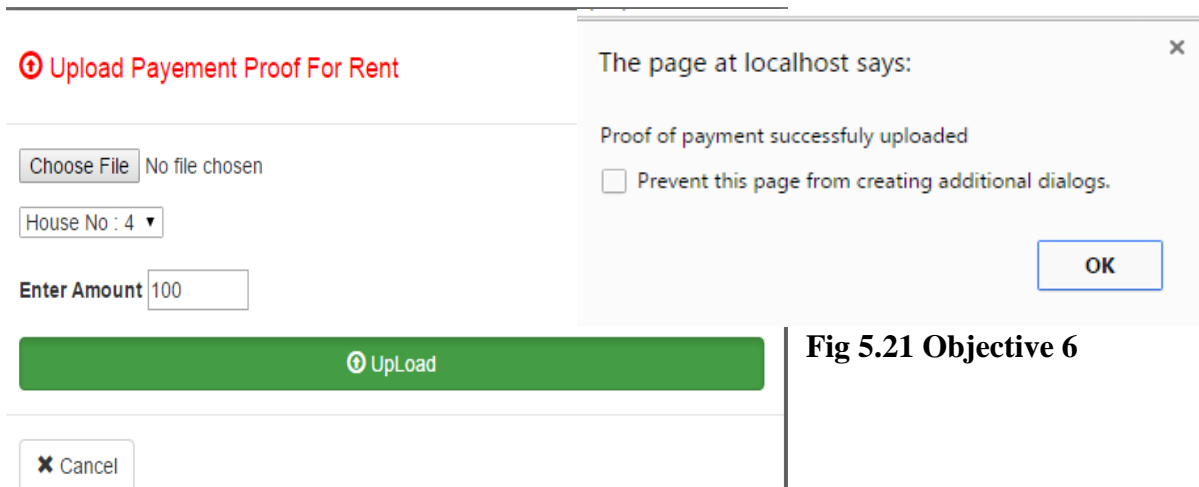 Upload Payement Proof For Rent
Choose File No file chosen
House No : 4
Enter Amount 100
UpLoad
Cancel
The page at localhost says:
Proof of payment successfuly uploaded
Prevent this page from creating additional dialogs.
OK
Fig 5.21 Objective 6